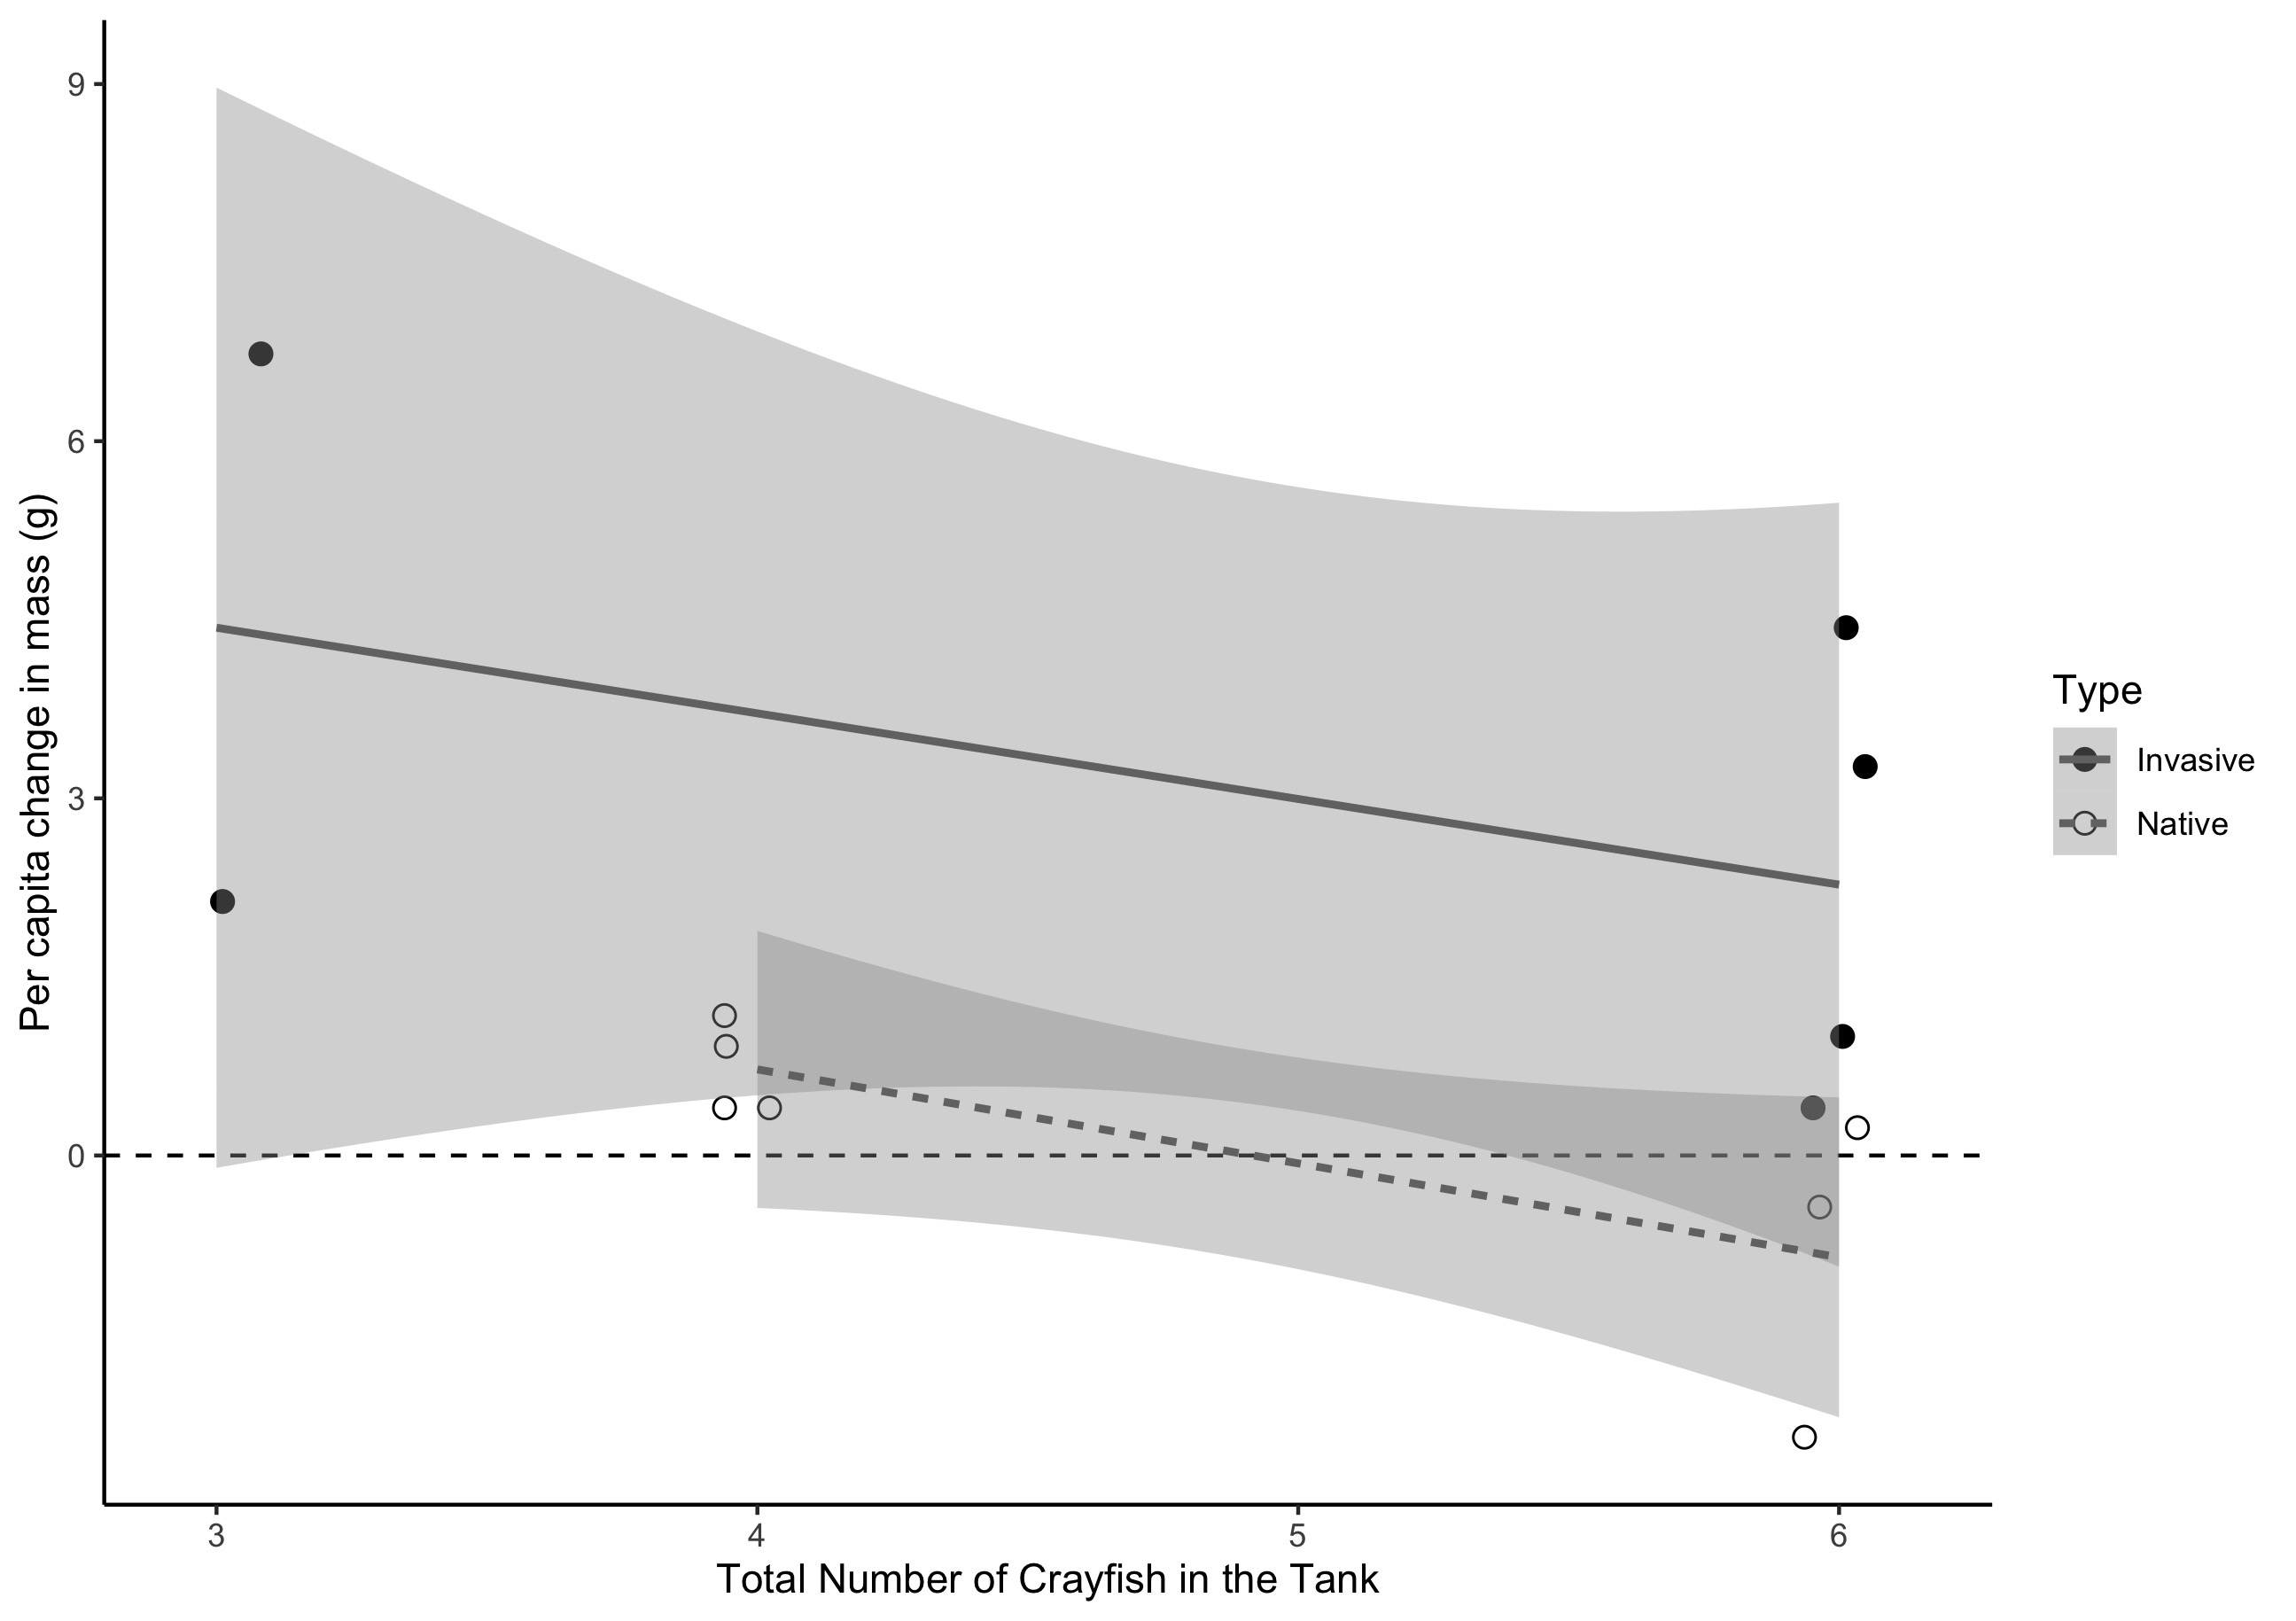 Per capita change in mass (g)
9
6
3
0
3 4 5 6
Total Number of Crayfish in the Tank
Type
Invasive
Native